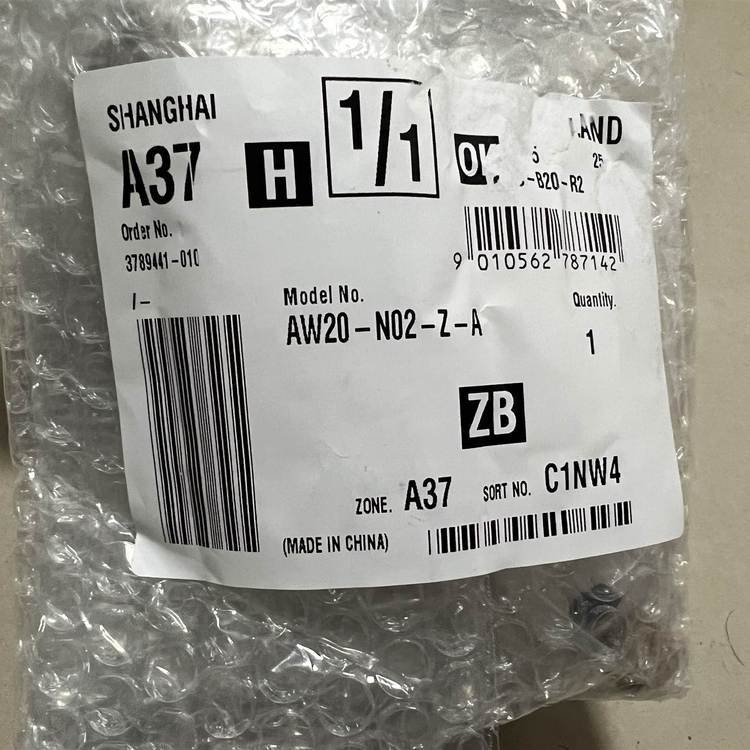 SHANGHAI
A37
H
1/1
LAND
25
-B20-R2
Order No.
3789441-010
/-
9 010562 787142
Model No.
AW20-N02-Z-A
Quantity.
1
ZB
ZONE. A37
SORT NO. C1NW4
(MADE IN CHINA)